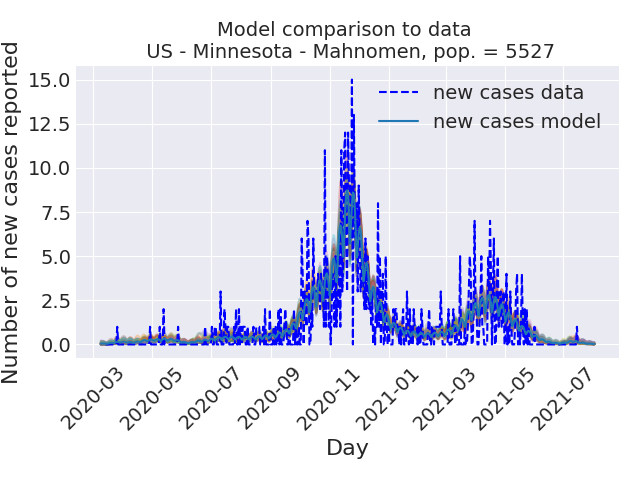 Model comparison to data
US - Minnesota - Mahnomen, pop. = 5527
Number of new cases reported
15.0
12.5
10.0
7.5
5.0
2.5
0.0
new cases data
new cases model
2020-03
2020-05
2020-07
2020-09
2020-11
2021-01
2021-03
2021-05
2021-07
Day